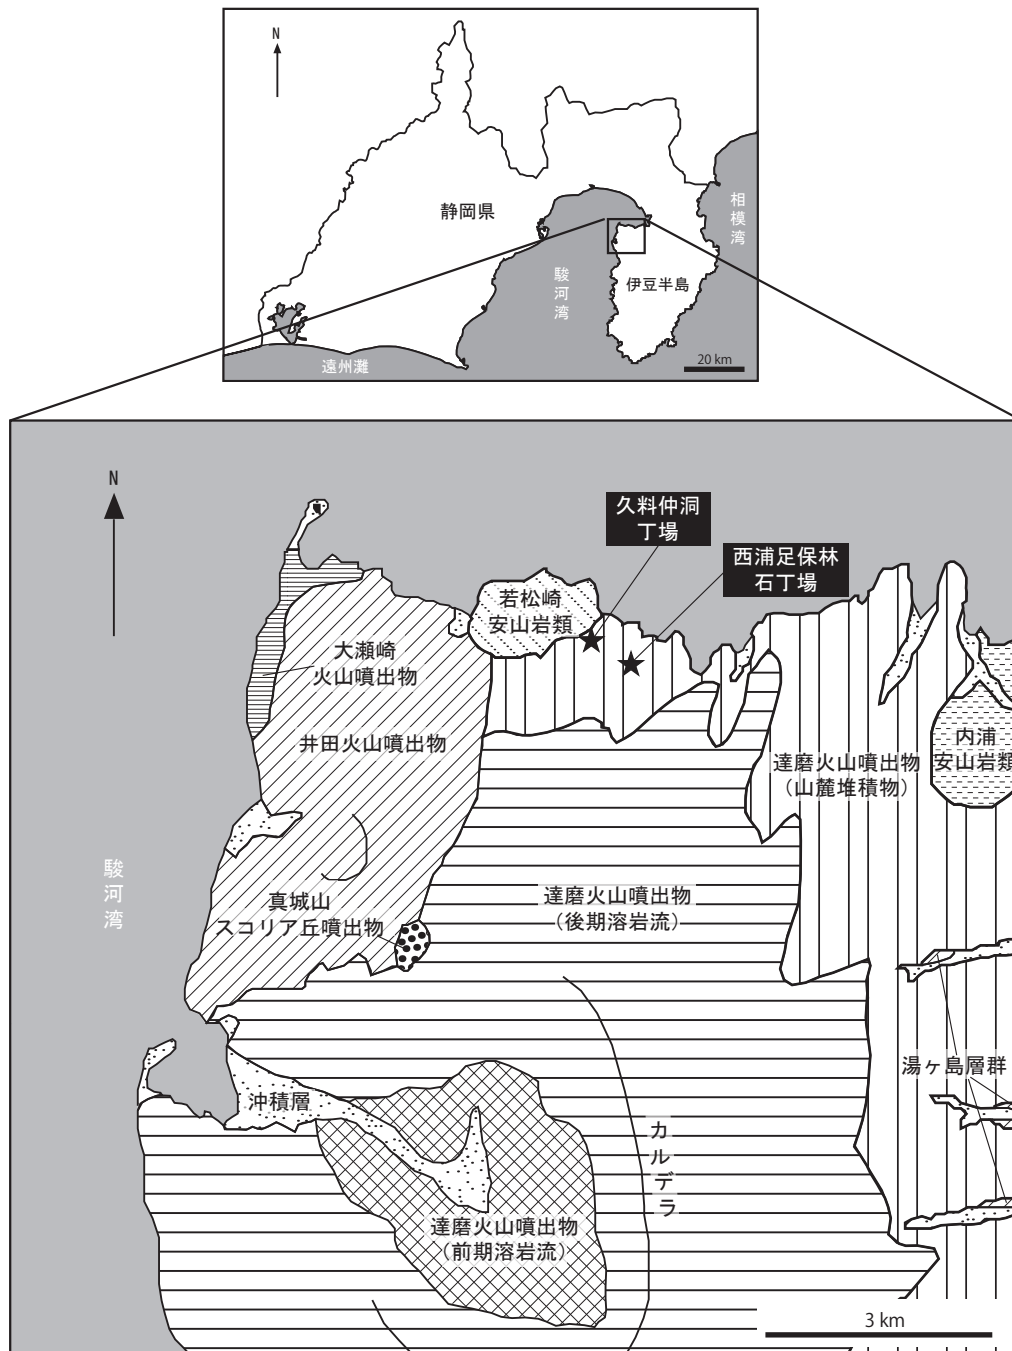 N
静岡県
相模湾
駿河湾
伊豆半島
遠州灘
20 km
N
久料仲洞
丁場
西浦足保林
石丁場
若松崎
安山岩類
大瀬崎
火山噴出物
井田火山噴出物
内浦
安山岩類
達磨火山噴出物
（山麓堆積物）
駿河湾
真城山
スコリア丘噴出物
達磨火山噴出物
（後期溶岩流）
湯ヶ島層群
沖積層
カルデラ
達磨火山噴出物
（前期溶岩流）
3 km